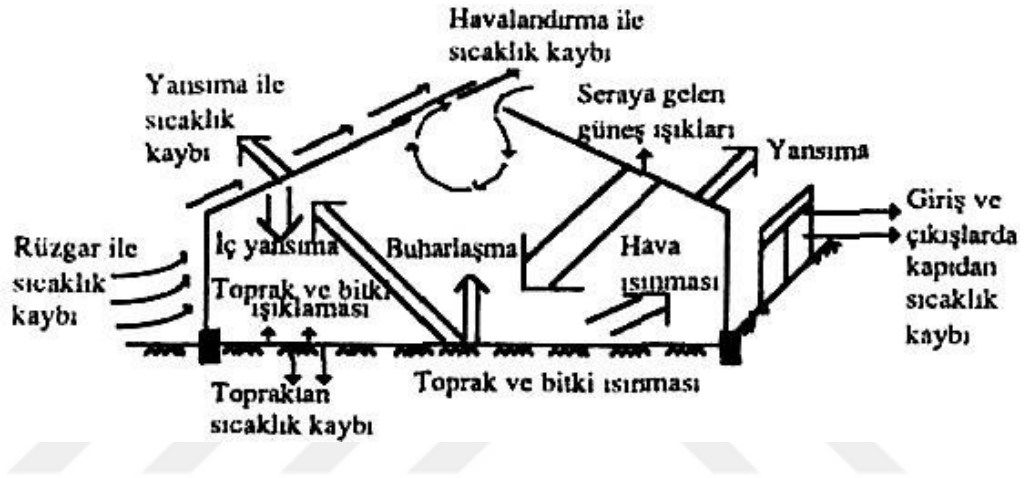 Havalandırma ile
sıcaklık kaybı
Yansıma ile
sıcaklık
kaybı
Seraya gelen
güneş ışıkları
Yansıma
Giriş ve
çıkışlarda
kapıdan
sıcaklık
kaybı
Rüzgar ile
sıcaklık
kaybı
İç yansıma
Buharlaşma
Hava
ısınması
Toprak ve bitki
ışıklaması
Topraktan
sıcaklık kaybı
Toprak ve bitki ısınması